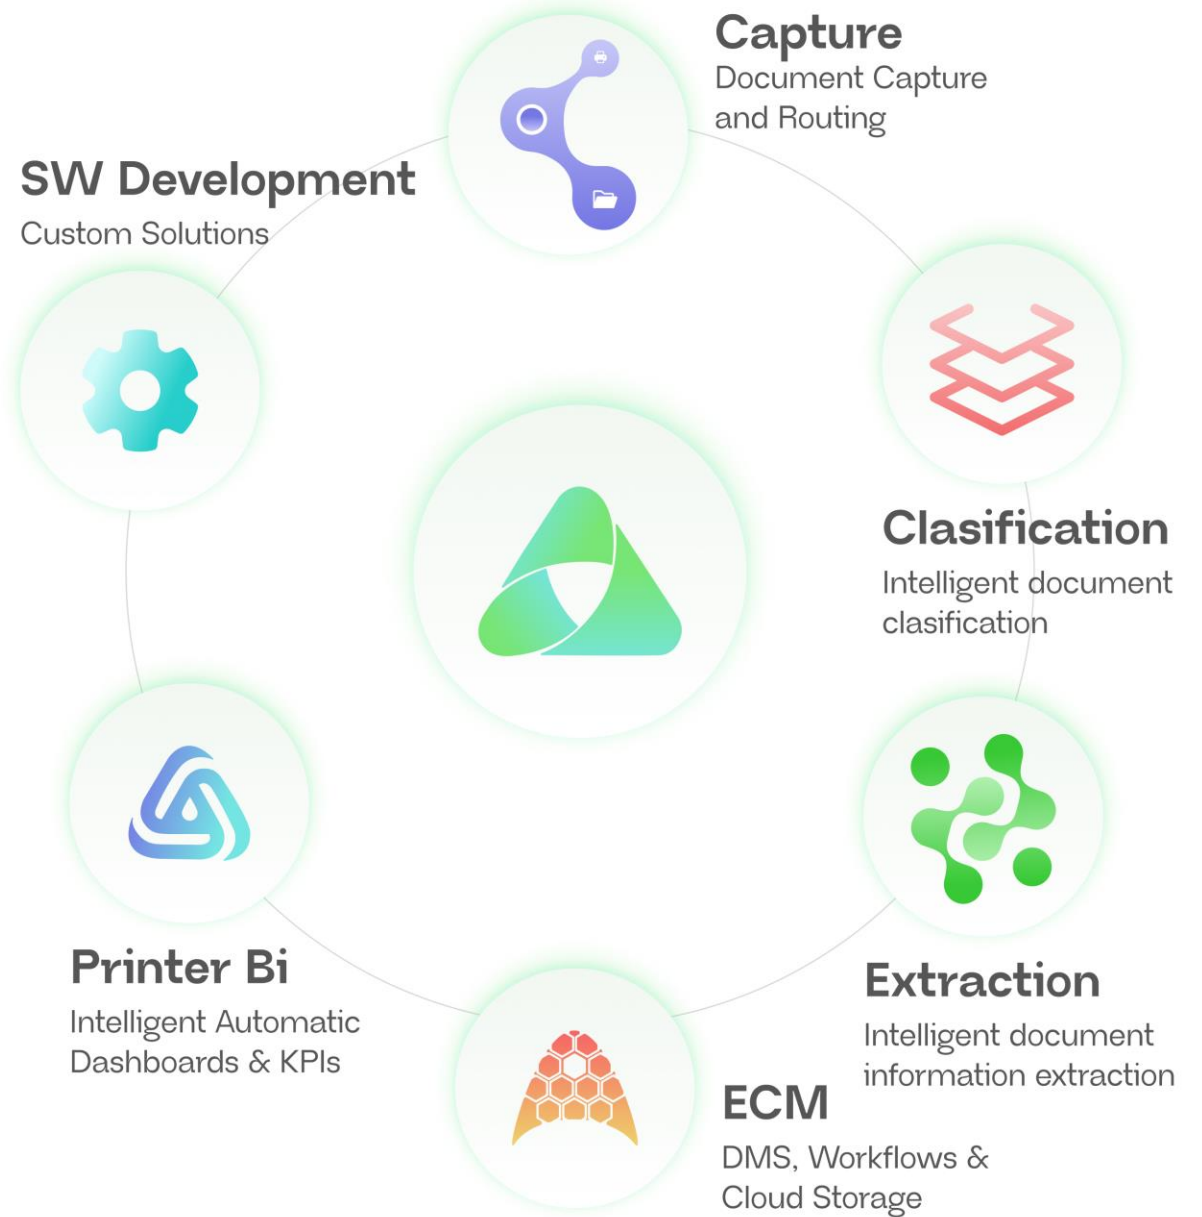 Capture
Document Capture
and Routing
SW Development
Custom Solutions
Clasification
Intelligent document
clasification
Printer Bi
Intelligent Automatic
Dashboards & KPIs
Extraction
Intelligent document
information extraction
ECM
DMS, Workflows &
Cloud Storage